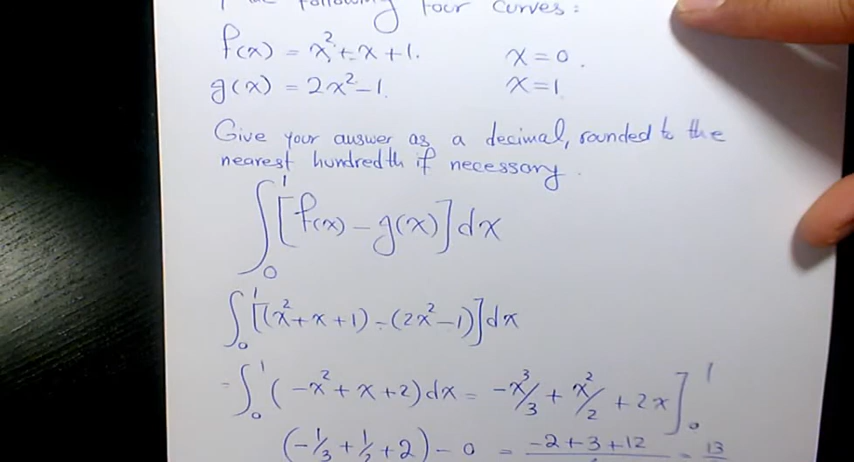 following four curves:
f(x) = x² + x + 1. x = 0.
g(x) = 2x² - 1. x = 1
Give your answer as a decimal, rounded to the
nearest hundredth if necessary.
∫₀¹ [f(x) - g(x)] dx
∫₀¹ [(x² + x + 1) - (2x² - 1)] dx
= ∫₀¹ (-x² + x + 2) dx = -x³/3 + x²/2 + 2x]₀¹
(-1/3 + 1/2 + 2) - 0 = -2 + 3 + 12 = 13